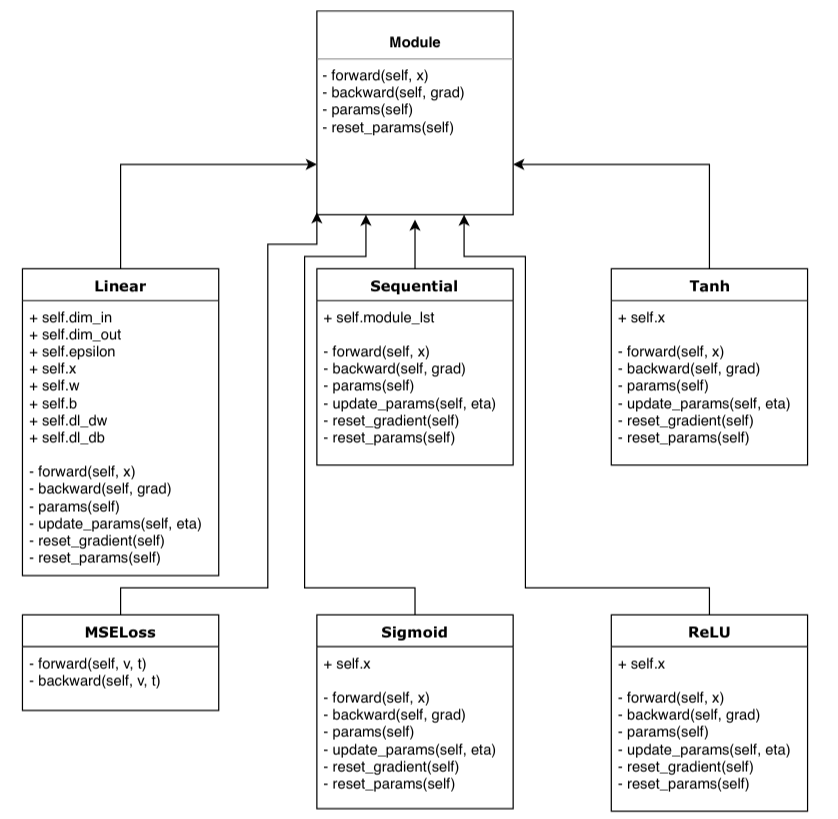 Module
- forward(self, x)
- backward(self, grad)
- params(self)
- reset_params(self)
Linear
+ self.dim_in
+ self.dim_out
+ self.epsilon
+ self.x
+ self.w
+ self.b
+ self.dl_dw
+ self.dl_db
- forward(self, x)
- backward(self, grad)
- params(self)
- update_params(self, eta)
- reset_gradient(self)
- reset_params(self)
Sequential
+ self.module_lst
- forward(self, x)
- backward(self, grad)
- params(self)
- update_params(self, eta)
- reset_gradient(self)
- reset_params(self)
Tanh
+ self.x
- forward(self, x)
- backward(self, grad)
- params(self)
- update_params(self, eta)
- reset_gradient(self)
- reset_params(self)
MSELoss
- forward(self, v, t)
- backward(self, v, t)
Sigmoid
+ self.x
- forward(self, x)
- backward(self, grad)
- params(self)
- update_params(self, eta)
- reset_gradient(self)
- reset_params(self)
ReLU
+ self.x
- forward(self, x)
- backward(self, grad)
- params(self)
- update_params(self, eta)
- reset_gradient(self)
- reset_params(self)